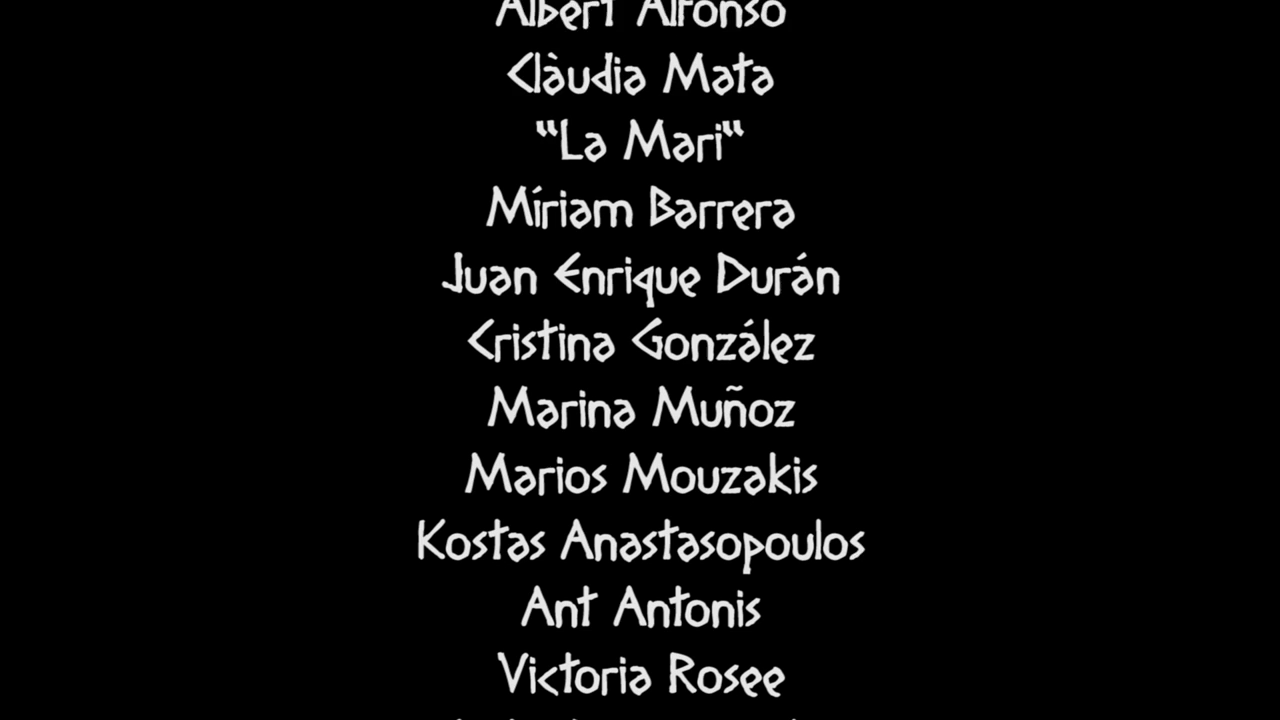 Albert Alfonso
Clàudia Mata
"La Mari"
Míriam Barrera
Juan Enrique Durán
Cristina González
Marina Muñoz
Marios Mouzakis
Kostas Anastasopoulos
Ant Antonis
Victoria Rosee